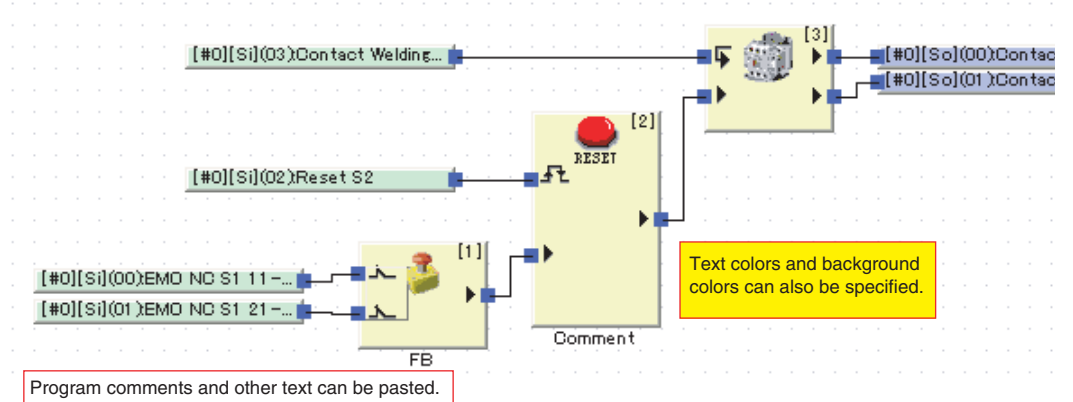 [3]
[#0][Si](03):Contact Welding...
[#0][So](00):Contac
[#0][So](01):Contac
[2]
RESET
[#0][Si](02):Reset S2
[1]
[#0][Si](00):EMO NC S1 11-...
[#0][Si](01):EMO NC S1 21-...
Text colors and background
colors can also be specified.
Comment
FB
Program comments and other text can be pasted.